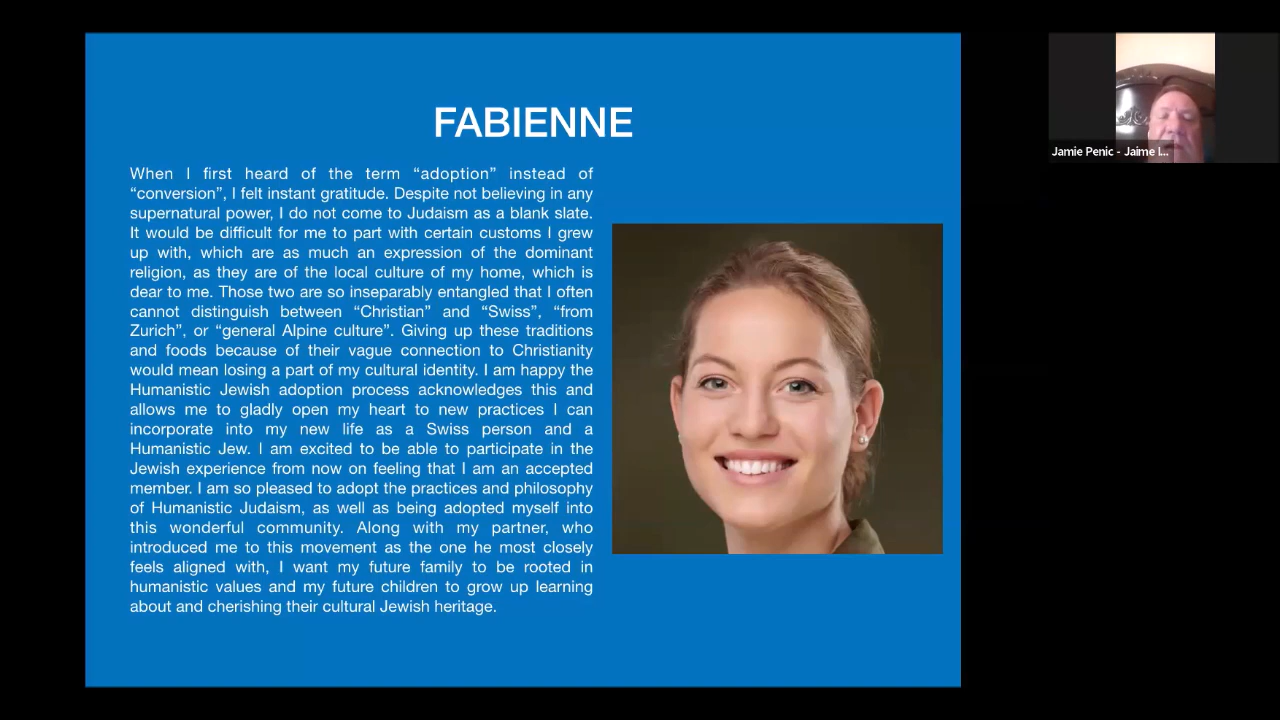 FABIENNE
When I first heard of the term “adoption” instead of
“conversion”, I felt instant gratitude. Despite not believing in any
supernatural power, I do not come to Judaism as a blank slate.
It would be difficult for me to part with certain customs I grew
up with, which are as much an expression of the dominant
religion, as they are of the local culture of my home, which is
dear to me. Those two are so inseparably entangled that I often
cannot distinguish between “Christian” and “Swiss”, “from
Zurich”, or “general Alpine culture”. Giving up these traditions
and foods because of their vague connection to Christianity
would mean losing a part of my cultural identity. I am happy the
Humanistic Jewish adoption process acknowledges this and
allows me to gladly open my heart to new practices I can
incorporate into my new life as a Swiss person and a
Humanistic Jew. I am excited to be able to participate in the
Jewish experience from now on feeling that I am an accepted
member. I am so pleased to adopt the practices and philosophy
of Humanistic Judaism, as well as being adopted myself into
this wonderful community. Along with my partner, who
introduced me to this movement as the one he most closely
feels aligned with, I want my future family to be rooted in
humanistic values and my future children to grow up learning
about and cherishing their cultural Jewish heritage.
Jamie Penic - Jaime I...